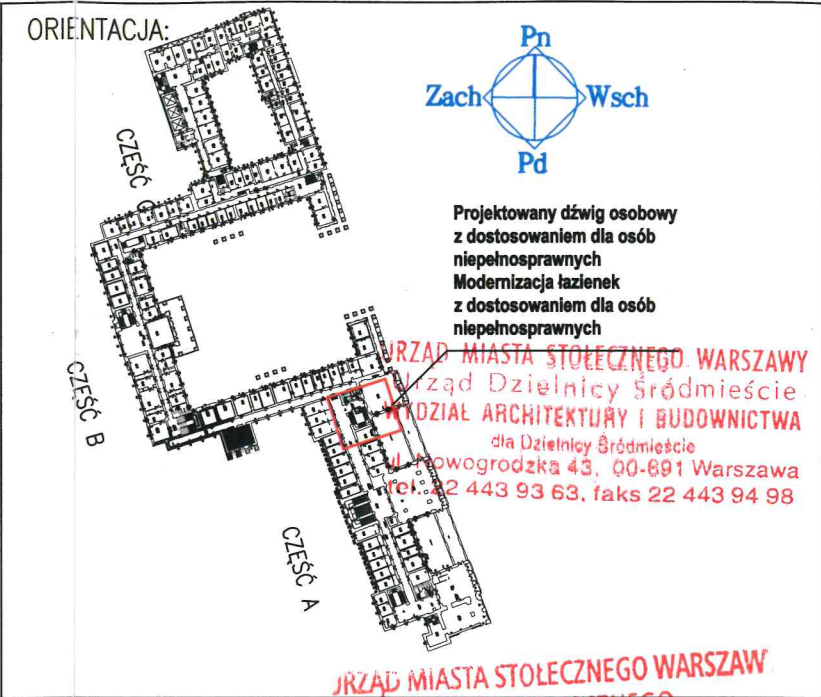 ORIENTACJA:
Pn
Zach
Wsch
Pd
CZĘŚĆ
Projektowany dźwig osobowy
z dostosowaniem dla osób
niepełnosprawnych
Modernizacja łazienek
z dostosowaniem dla osób
niepełnosprawnych
URZĄD MIASTA STOŁECZNEGO WARSZAWY
Urząd Dzielnicy Śródmieście
WYDZIAŁ ARCHITEKTURY I BUDOWNICTWA
dla Dzielnicy Śródmieście
ul. Nowogrodzka 43, 00-691 Warszawa
tel. 22 443 93 63, faks 22 443 94 98
CZĘŚĆ B
CZĘŚĆ A
URZĄD MIASTA STOŁECZNEGO WARSZAW